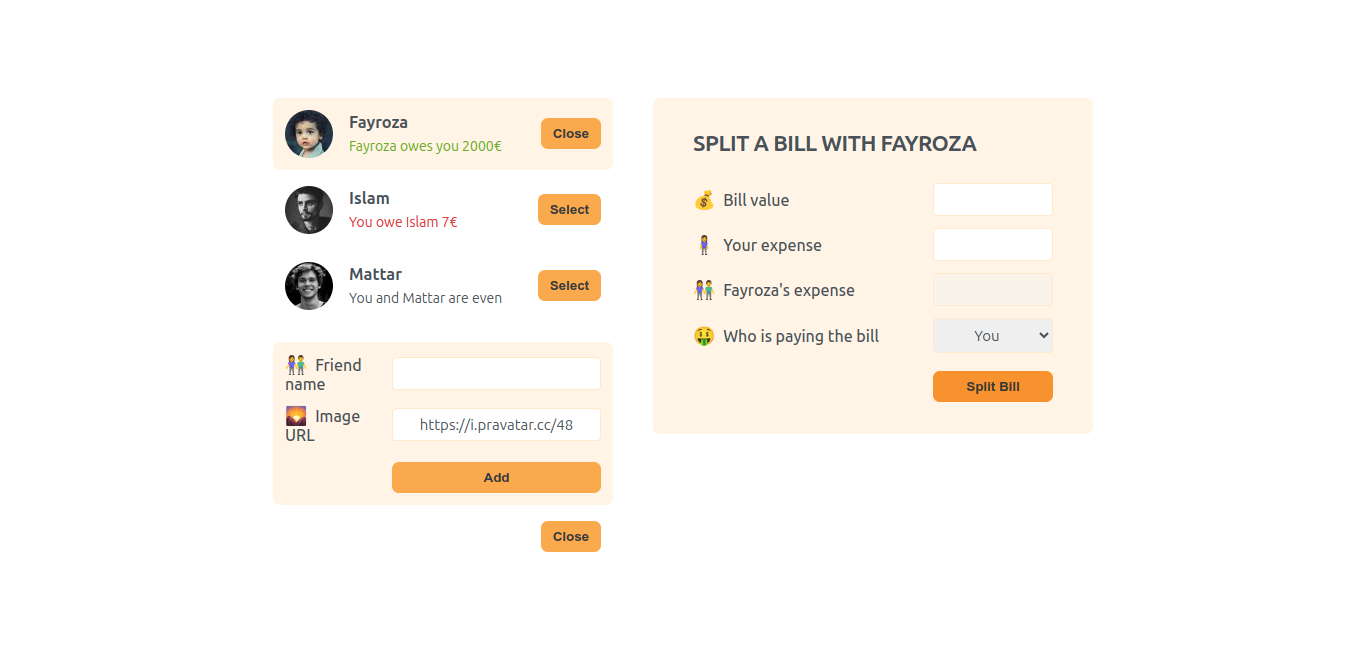 Fayroza
Fayroza owes you 2000€
Close
Islam
You owe Islam 7€
Select
Mattar
You and Mattar are even
Select
Friend
name
Image
URL
https://i.pravatar.cc/48
Add
Close
SPLIT A BILL WITH FAYROZA
Bill value
Your expense
Fayroza's expense
Who is paying the bill
You
Split Bill